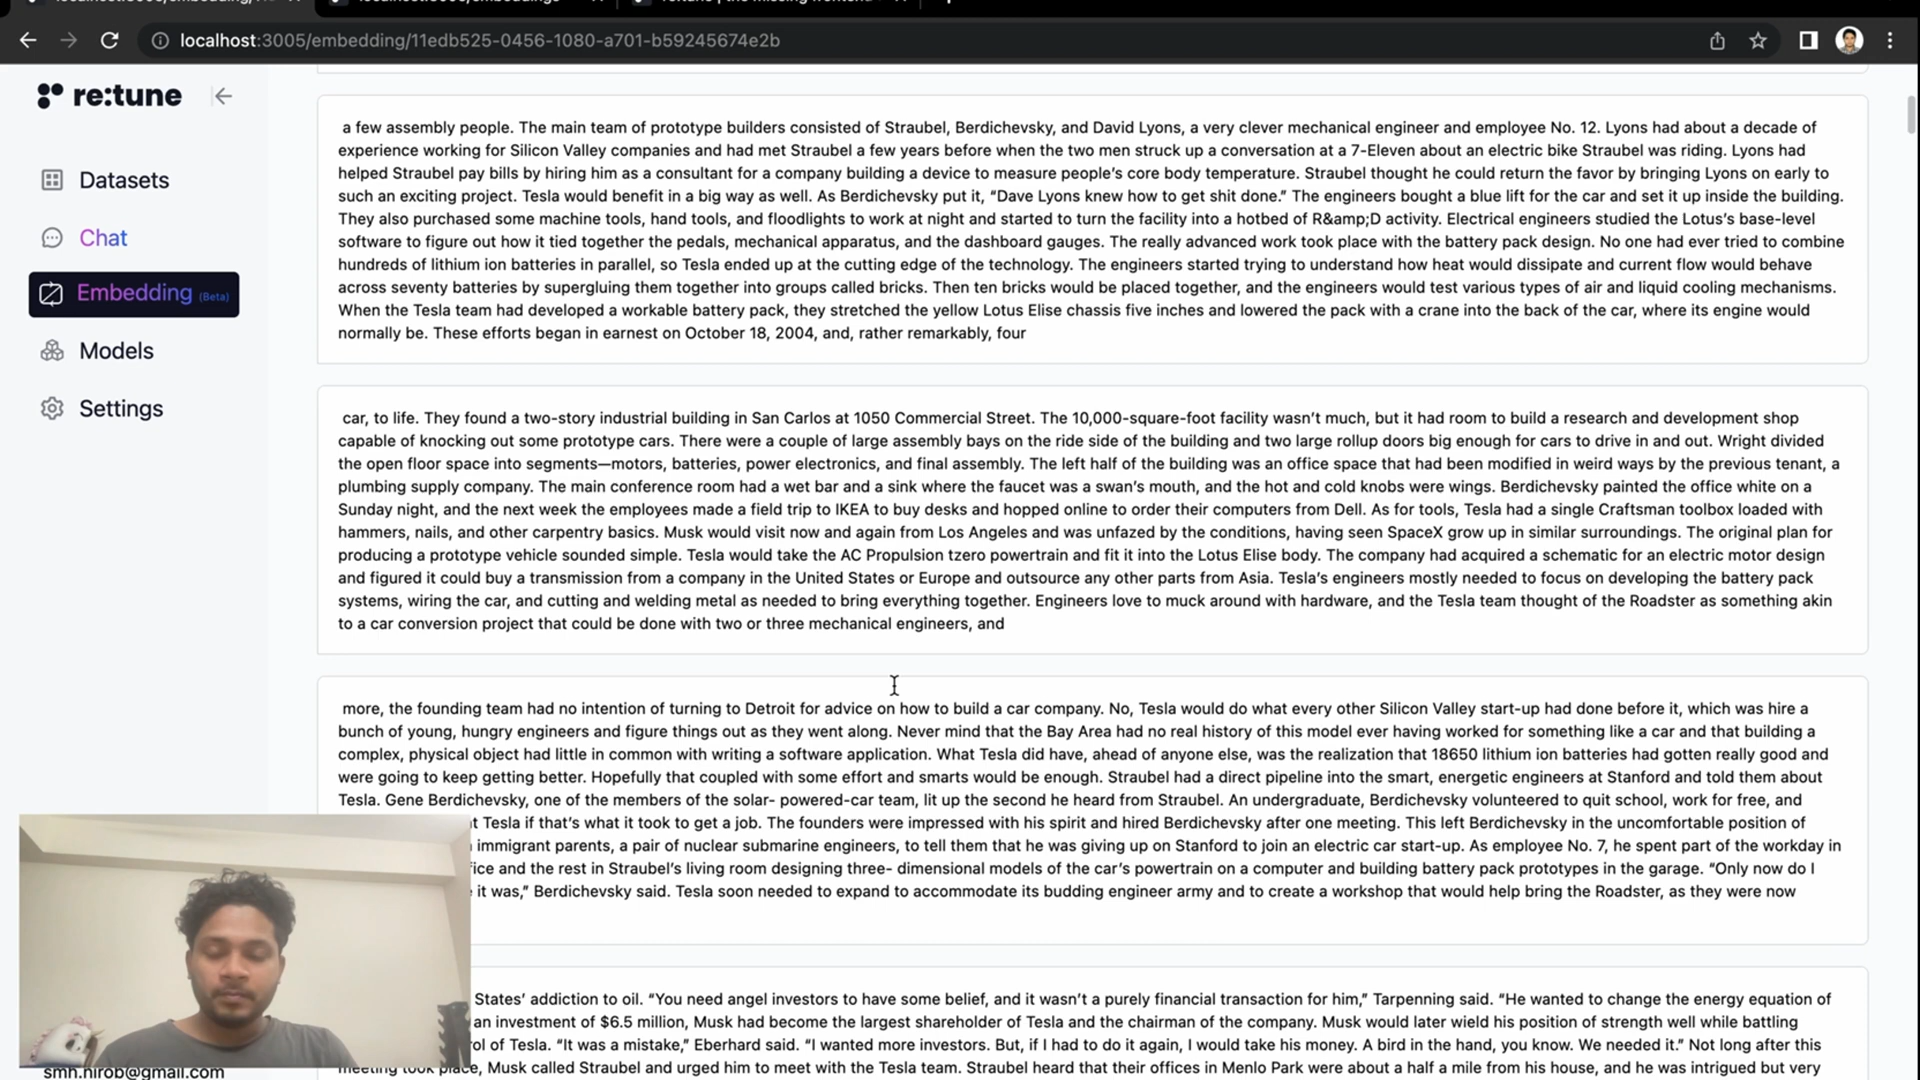 localhost:3005/embedding/11edb525-0456-1080-a701-b59245674e2b
re:tune
Datasets
Chat
Embedding (Beta)
Models
Settings
a few assembly people. The main team of prototype builders consisted of Straubel, Berdichevsky, and David Lyons, a very clever mechanical engineer and employee No. 12. Lyons had about a decade of
experience working for Silicon Valley companies and had met Straubel a few years before when the two men struck up a conversation at a 7-Eleven about an electric bike Straubel was riding. Lyons had
helped Straubel pay bills by hiring him as a consultant for a company building a device to measure people’s core body temperature. Straubel thought he could return the favor by bringing Lyons on early to
such an exciting project. Tesla would benefit in a big way as well. As Berdichevsky put it, “Dave Lyons knew how to get shit done.” The engineers bought a blue lift for the car and set it up inside the building.
They also purchased some machine tools, hand tools, and floodlights to work at night and started to turn the facility into a hotbed of R&amp;D activity. Electrical engineers studied the Lotus’s base-level
software to figure out how it tied together the pedals, mechanical apparatus, and the dashboard gauges. The really advanced work took place with the battery pack design. No one had ever tried to combine
hundreds of lithium ion batteries in parallel, so Tesla ended up at the cutting edge of the technology. The engineers started trying to understand how heat would dissipate and current flow would behave
across seventy batteries by supergluing them together into groups called bricks. Then ten bricks would be placed together, and the engineers would test various types of air and liquid cooling mechanisms.
When the Tesla team had developed a workable battery pack, they stretched the yellow Lotus Elise chassis five inches and lowered the pack with a crane into the back of the car, where its engine would
normally be. These efforts began in earnest on October 18, 2004, and, rather remarkably, four
car, to life. They found a two-story industrial building in San Carlos at 1050 Commercial Street. The 10,000-square-foot facility wasn’t much, but it had room to build a research and development shop
capable of knocking out some prototype cars. There were a couple of large assembly bays on the ride side of the building and two large rollup doors big enough for cars to drive in and out. Wright divided
the open floor space into segments—motors, batteries, power electronics, and final assembly. The left half of the building was an office space that had been modified in weird ways by the previous tenant, a
plumbing supply company. The main conference room had a wet bar and a sink where the faucet was a swan’s mouth, and the hot and cold knobs were wings. Berdichevsky painted the office white on a
Sunday night, and the next week the employees made a field trip to IKEA to buy desks and hopped online to order their computers from Dell. As for tools, Tesla had a single Craftsman toolbox loaded with
hammers, nails, and other carpentry basics. Musk would visit now and again from Los Angeles and was unfazed by the conditions, having seen SpaceX grow up in similar surroundings. The original plan for
producing a prototype vehicle sounded simple. Tesla would take the AC Propulsion tzero powertrain and fit it into the Lotus Elise body. The company had acquired a schematic for an electric motor design
and figured it could buy a transmission from a company in the United States or Europe and outsource any other parts from Asia. Tesla’s engineers mostly needed to focus on developing the battery pack
systems, wiring the car, and cutting and welding metal as needed to bring everything together. Engineers love to muck around with hardware, and the Tesla team thought of the Roadster as something akin
to a car conversion project that could be done with two or three mechanical engineers, and
more, the founding team had no intention of turning to Detroit for advice on how to build a car company. No, Tesla would do what every other Silicon Valley start-up had done before it, which was hire a
bunch of young, hungry engineers and figure things out as they went along. Never mind that the Bay Area had no real history of this model ever having worked for something like a car and that building a
complex, physical object had little in common with writing a software application. What Tesla did have, ahead of anyone else, was the realization that 18650 lithium ion batteries had gotten really good and
were going to keep getting better. Hopefully that coupled with some effort and smarts would be enough. Straubel had a direct pipeline into the smart, energetic engineers at Stanford and told them about
Tesla. Gene Berdichevsky, one of the members of the solar- powered-car team, lit up the second he heard from Straubel. An undergraduate, Berdichevsky volunteered to quit school, work for free, and
t Tesla if that’s what it took to get a job. The founders were impressed with his spirit and hired Berdichevsky after one meeting. This left Berdichevsky in the uncomfortable position of
immigrant parents, a pair of nuclear submarine engineers, to tell them that he was giving up on Stanford to join an electric car start-up. As employee No. 7, he spent part of the workday in
ice and the rest in Straubel’s living room designing three- dimensional models of the car’s powertrain on a computer and building battery pack prototypes in the garage. “Only now do I
it was,” Berdichevsky said. Tesla soon needed to expand to accommodate its budding engineer army and to create a workshop that would help bring the Roadster, as they were now
States’ addiction to oil. “You need angel investors to have some belief, and it wasn’t a purely financial transaction for him,” Tarpenning said. “He wanted to change the energy equation of
an investment of $6.5 million, Musk had become the largest shareholder of Tesla and the chairman of the company. Musk would later wield his position of strength well while battling
ol of Tesla. “It was a mistake,” Eberhard said. “I wanted more investors. But, if I had to do it again, I would take his money. A bird in the hand, you know. We needed it.” Not long after this
meeting took place, Musk called Straubel and urged him to meet with the Tesla team. Straubel heard that their offices in Menlo Park were about a half a mile from his house, and he was intrigued but very
smh.nirob@gmail.com